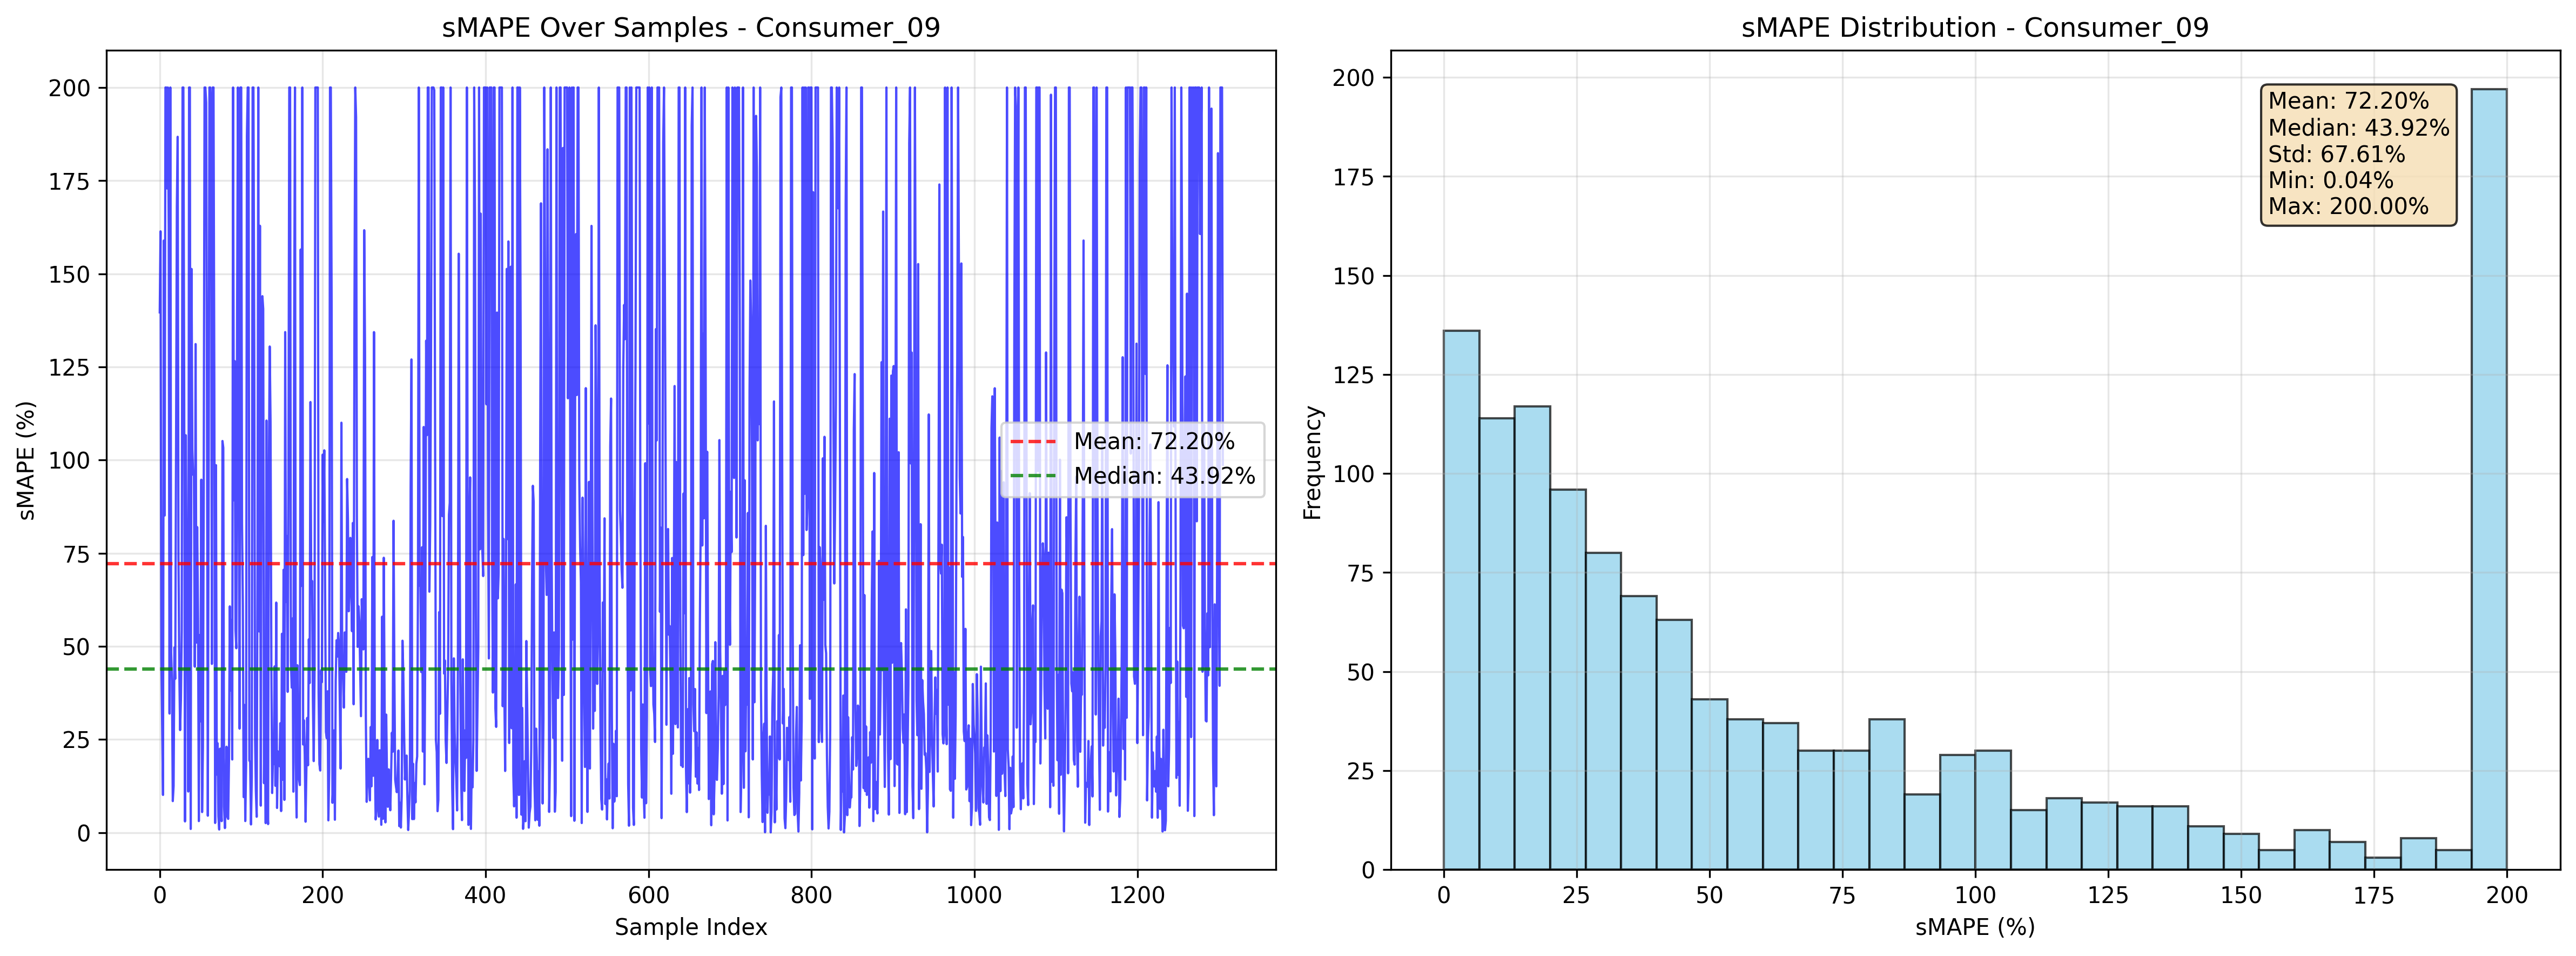 sMAPE Over Samples - Consumer_09
sMAPE (%)
200
175
150
125
100
75
50
25
0
Mean: 72.20%
Median: 43.92%
0
200
400
600
800
1000
1200
Sample Index
sMAPE Distribution - Consumer_09
Frequency
200
175
150
125
100
75
50
25
0
Mean: 72.20%
Median: 43.92%
Std: 67.61%
Min: 0.04%
Max: 200.00%
0
25
50
75
100
125
150
175
200
sMAPE (%)